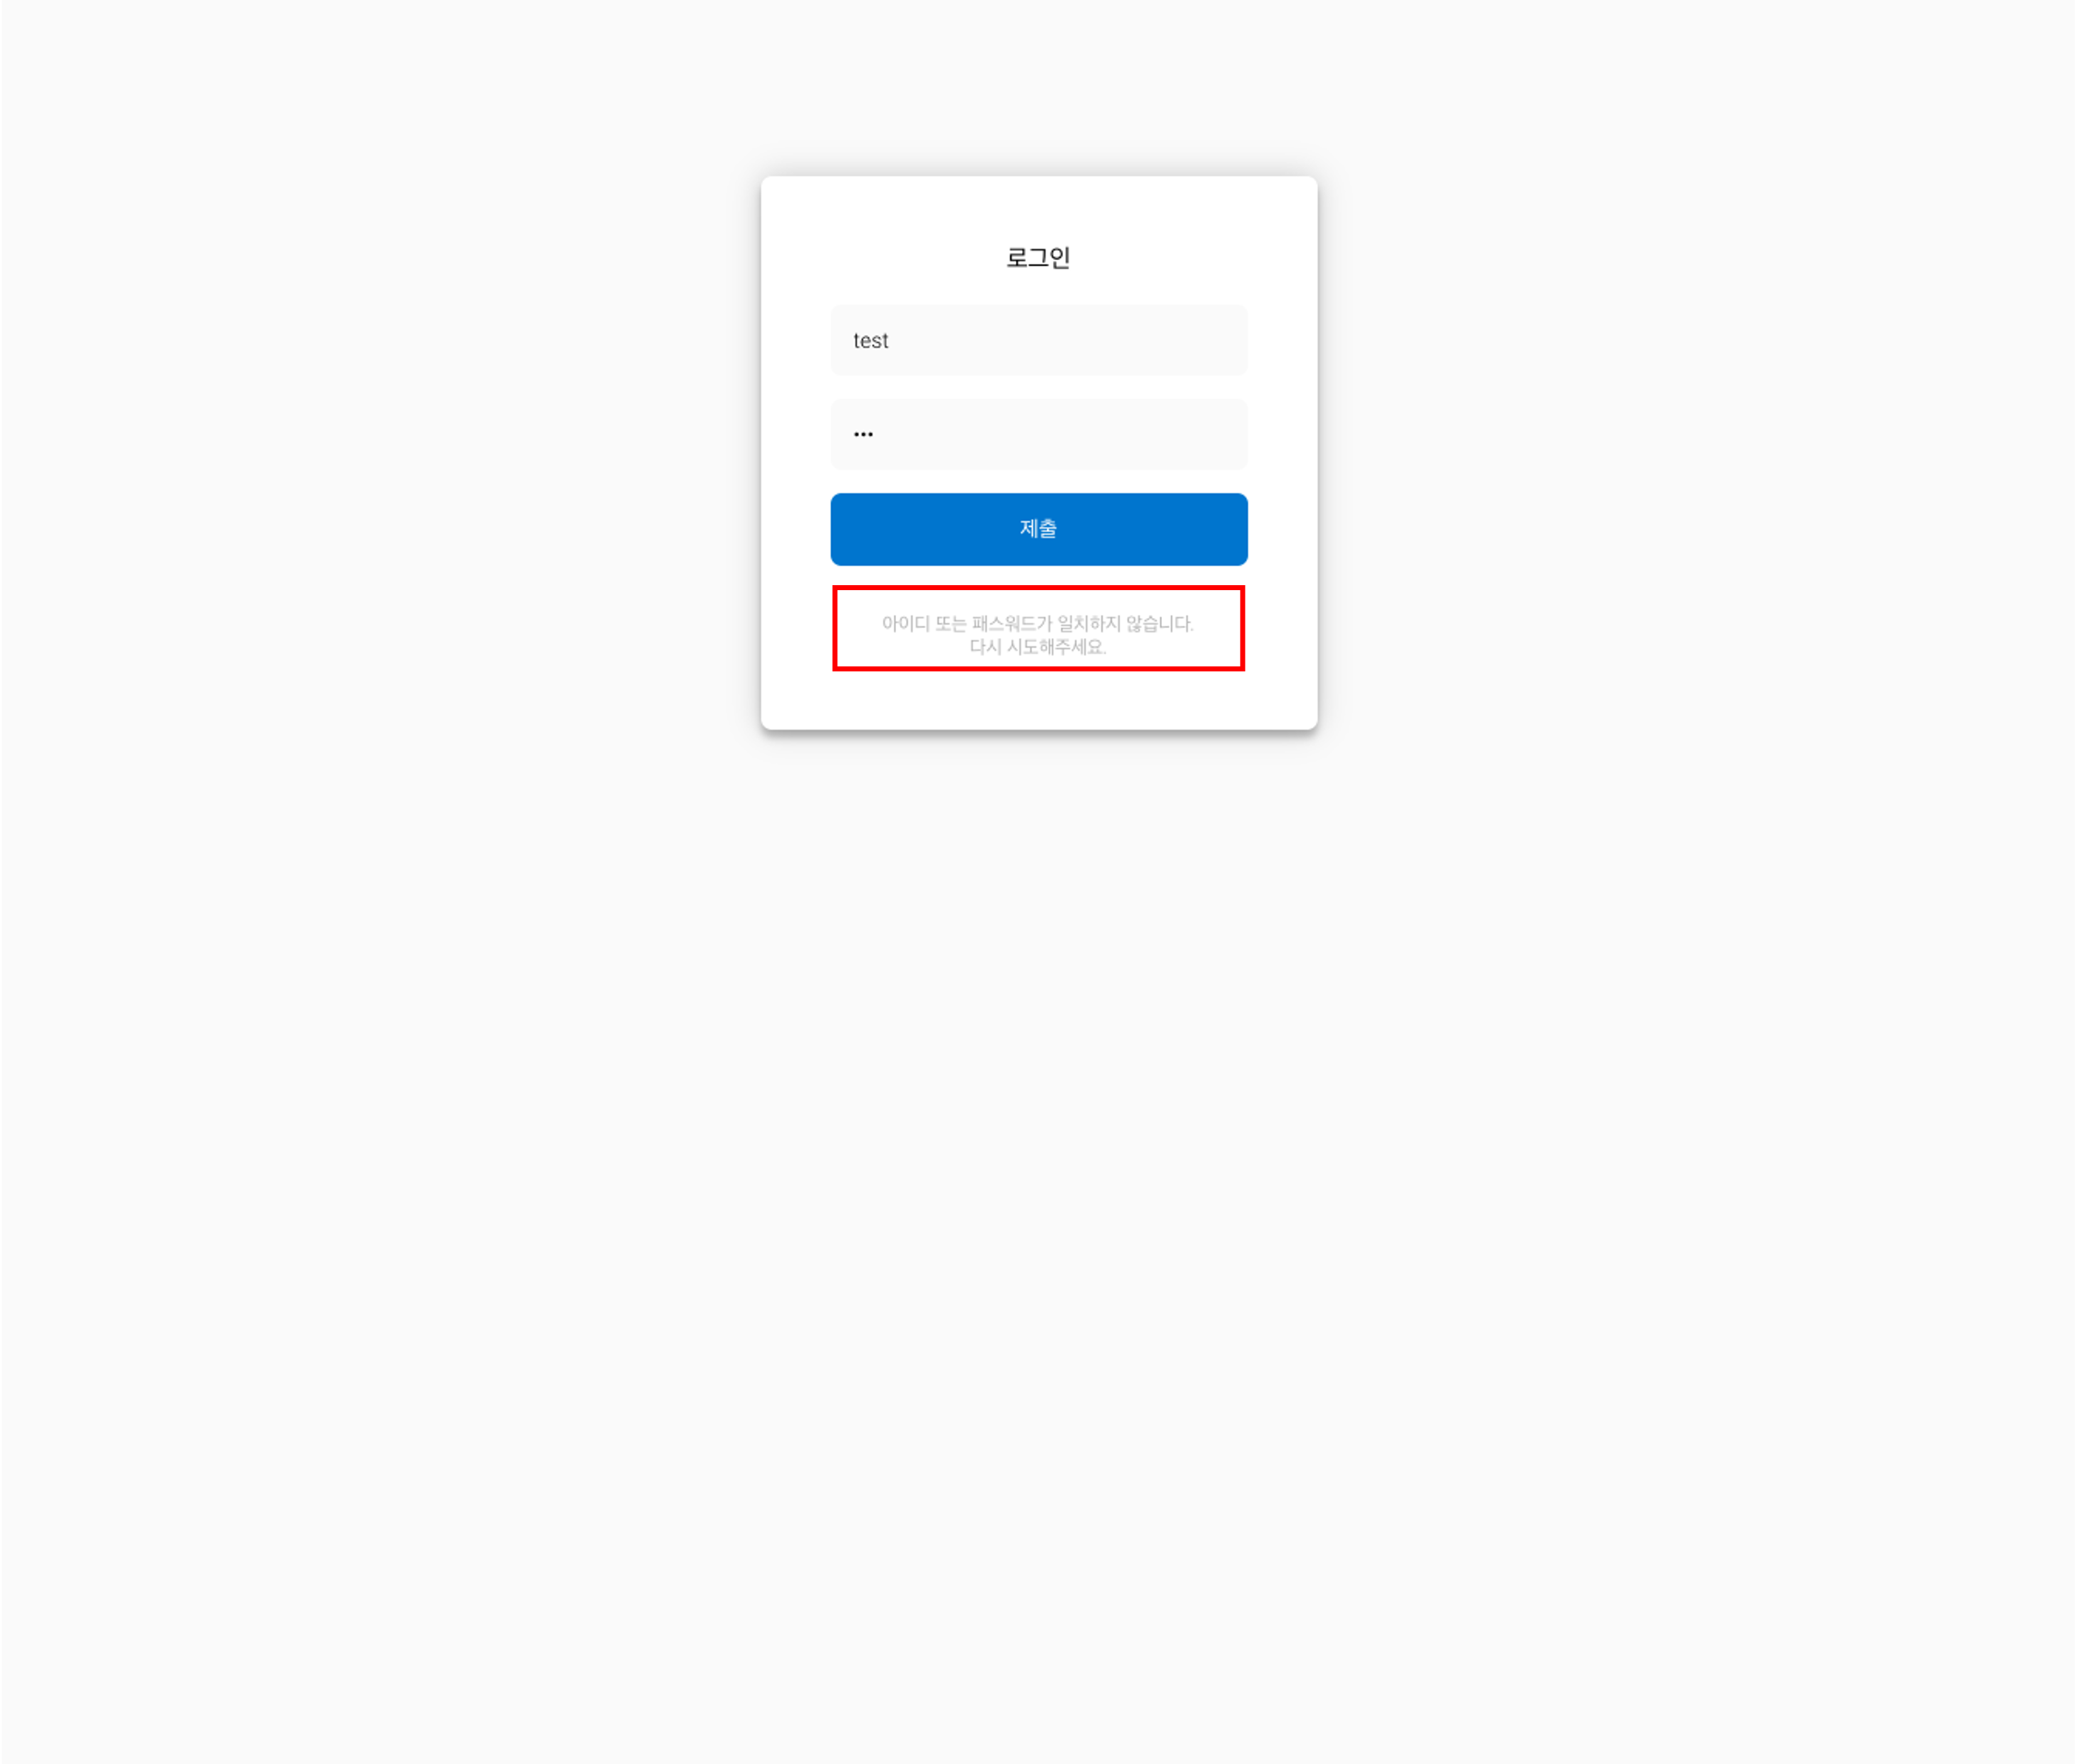 로그인
test
•••
제출
아이디 또는 패스워드가 일치하지 않습니다.
다시 시도해주세요.